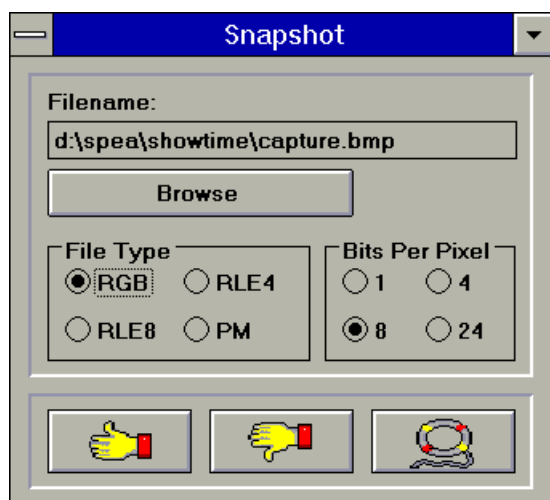 Snapshot
Filename:
d:\spea\showtime\capture.bmp
Browse
File Type Bits Per Pixel
RGB RLE4 1 4
RLE8 PM 8 24